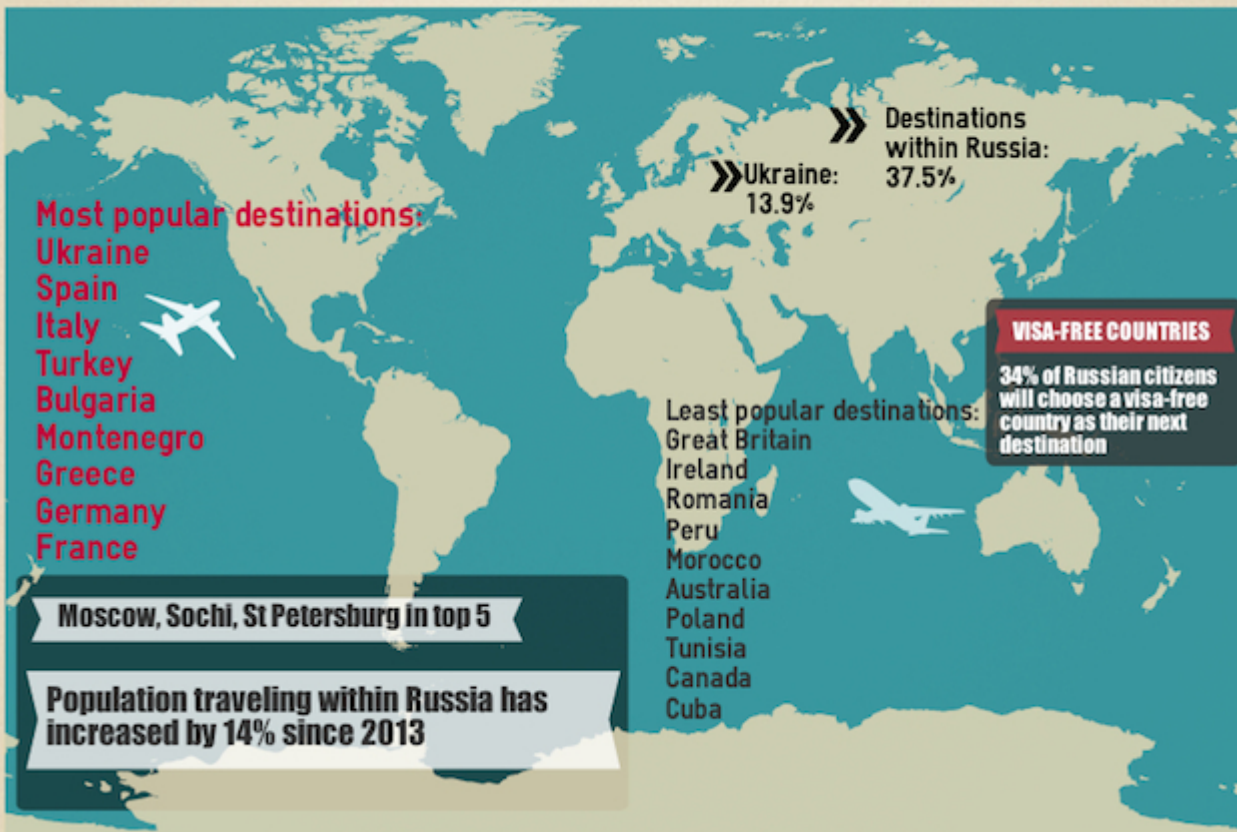 Destinations
within Russia:
37.5%
Ukraine:
13.9%
Most popular destinations:
Ukraine
Spain
Italy
Turkey
Bulgaria
Montenegro
Greece
Germany
France
VISA-FREE COUNTRIES
34% of Russian citizens
will choose a visa-free
country as their next
destination
Least popular destinations:
Great Britain
Ireland
Romania
Peru
Morocco
Australia
Poland
Tunisia
Canada
Cuba
Moscow, Sochi, St Petersburg in top 5
Population traveling within Russia has
increased by 14% since 2013